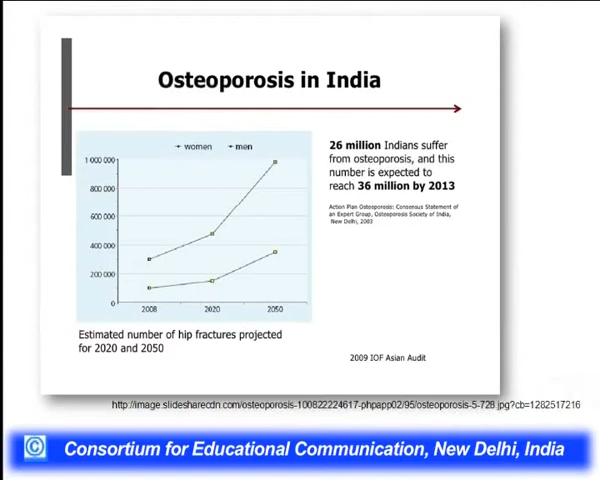 Osteoporosis in India
women men
1 000 000
800 000
600 000
400 000
200 000
0
2008 2020 2050
26 million Indians suffer
from osteoporosis, and this
number is expected to
reach 36 million by 2013
Action Plan Osteoporosis: Consensus Statement of
an Expert Group, Osteoporosis Society of India,
New Delhi, 2003
Estimated number of hip fractures projected
for 2020 and 2050
2009 IOF Asian Audit
http://image.slidesharecdn.com/osteoporosis-100822224617-phpapp02/95/osteoporosis-5-728.jpg?cb=1282517216
© Consortium for Educational Communication, New Delhi, India